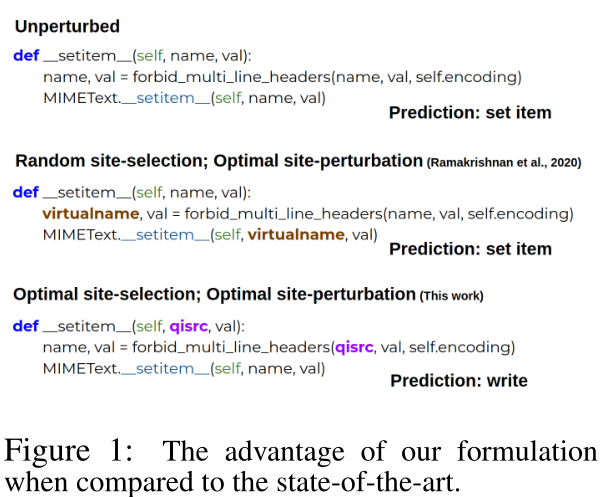 Unperturbed
def __setitem__(self, name, val):
name, val = forbid_multi_line_headers(name, val, self.encoding)
MIMEText.__setitem__(self, name, val)
Prediction: set item
Random site-selection; Optimal site-perturbation (Ramakrishnan et al., 2020)
def __setitem__(self, name, val):
virtualname, val = forbid_multi_line_headers(name, val, self.encoding)
MIMEText.__setitem__(self, virtualname, val)
Prediction: set item
Optimal site-selection; Optimal site-perturbation (This work)
def __setitem__(self, qisrc, val):
name, val = forbid_multi_line_headers(qisrc, val, self.encoding)
MIMEText.__setitem__(self, name, val)
Prediction: write
Figure 1: The advantage of our formulation
when compared to the state-of-the-art.